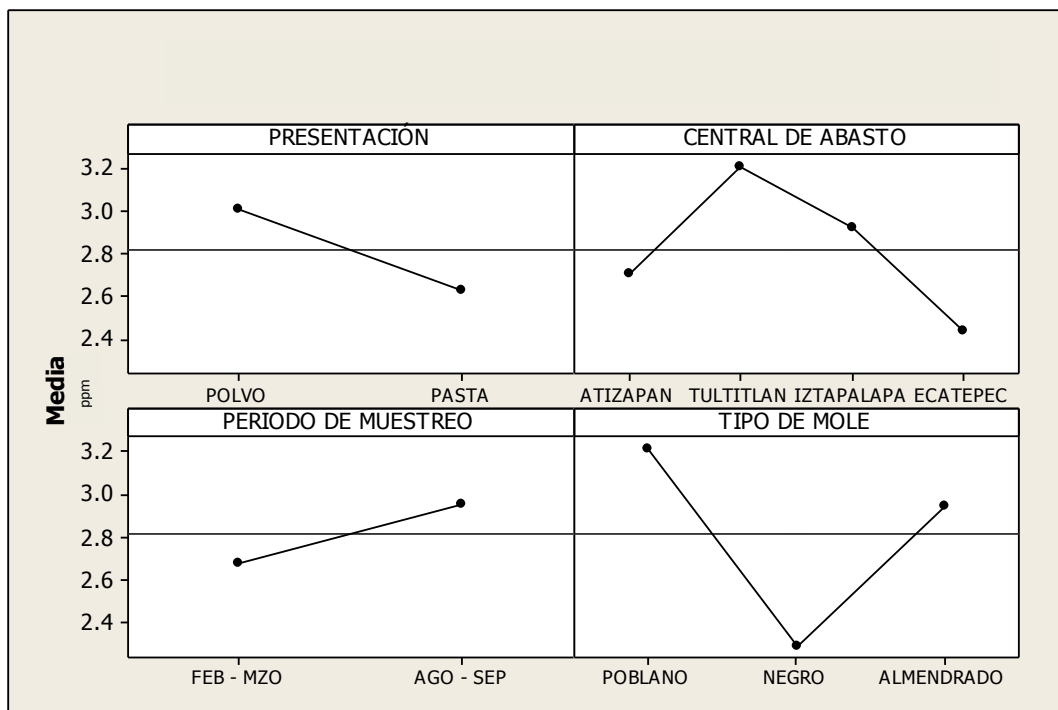 PRESENTACIÓN
CENTRAL DE ABASTO
3.2
3.0
2.8
2.6
2.4
Media
ppm
POLVO PASTA
ATIZAPAN TULTITLAN IZTAPALAPA ECATEPEC
PERIODO DE MUESTREO
TIPO DE MOLE
3.2
3.0
2.8
2.6
2.4
FEB - MZO AGO - SEP
POBLANO NEGRO ALMENDRADO